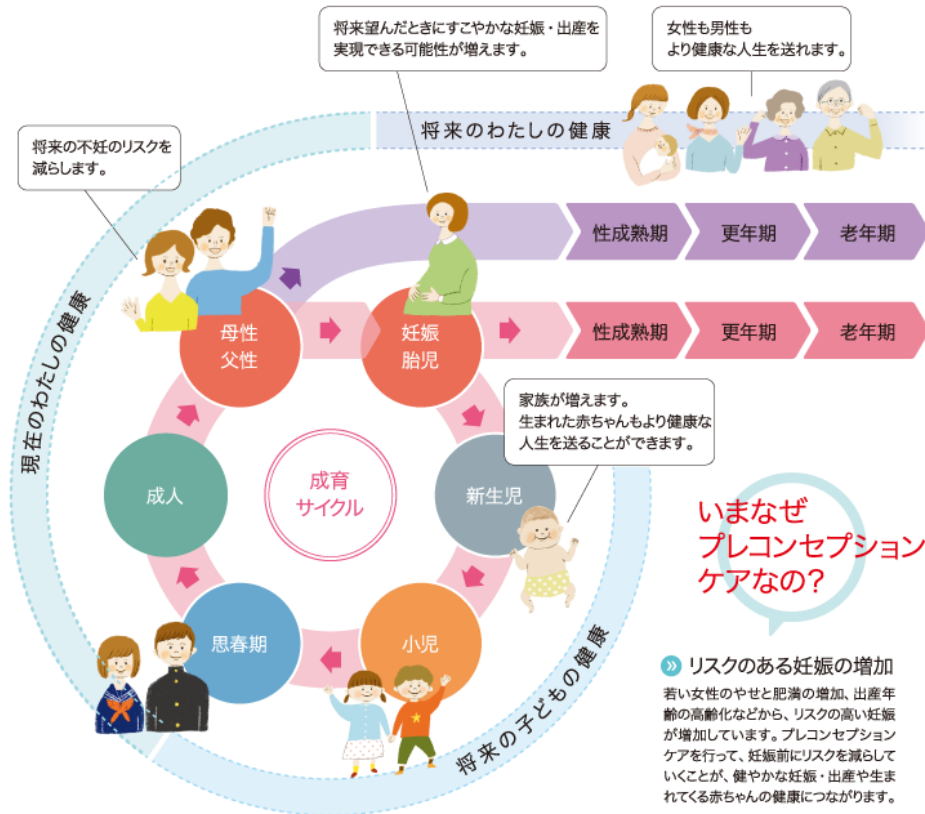 将来望んだときにすこやかな妊娠・出産を
実現できる可能性が増えます。
女性も男性も
より健康な人生を送れます。
将来のわたしの健康
将来の不妊のリスクを
減らします。
性成熟期
更年期
老年期
現在のわたしの健康
母性
父性
妊娠
胎児
性成熟期
更年期
老年期
家族が増えます。
生まれた赤ちゃんもより健康な
人生を送ることができます。
成人
成育
サイクル
新生児
思春期
小児
将来の子どもの健康
いまなぜ
プレコンセプション
ケアなの?
リスクのある妊娠の増加
若い女性のやせと肥満の増加、出産年
齢の高齢化などから、リスクの高い妊娠
が増加しています。プレコンセプション
ケアを行って、妊娠前にリスクを減らして
いくことが、健やかな妊娠・出産や生ま
れてくる赤ちゃんの健康につながります。